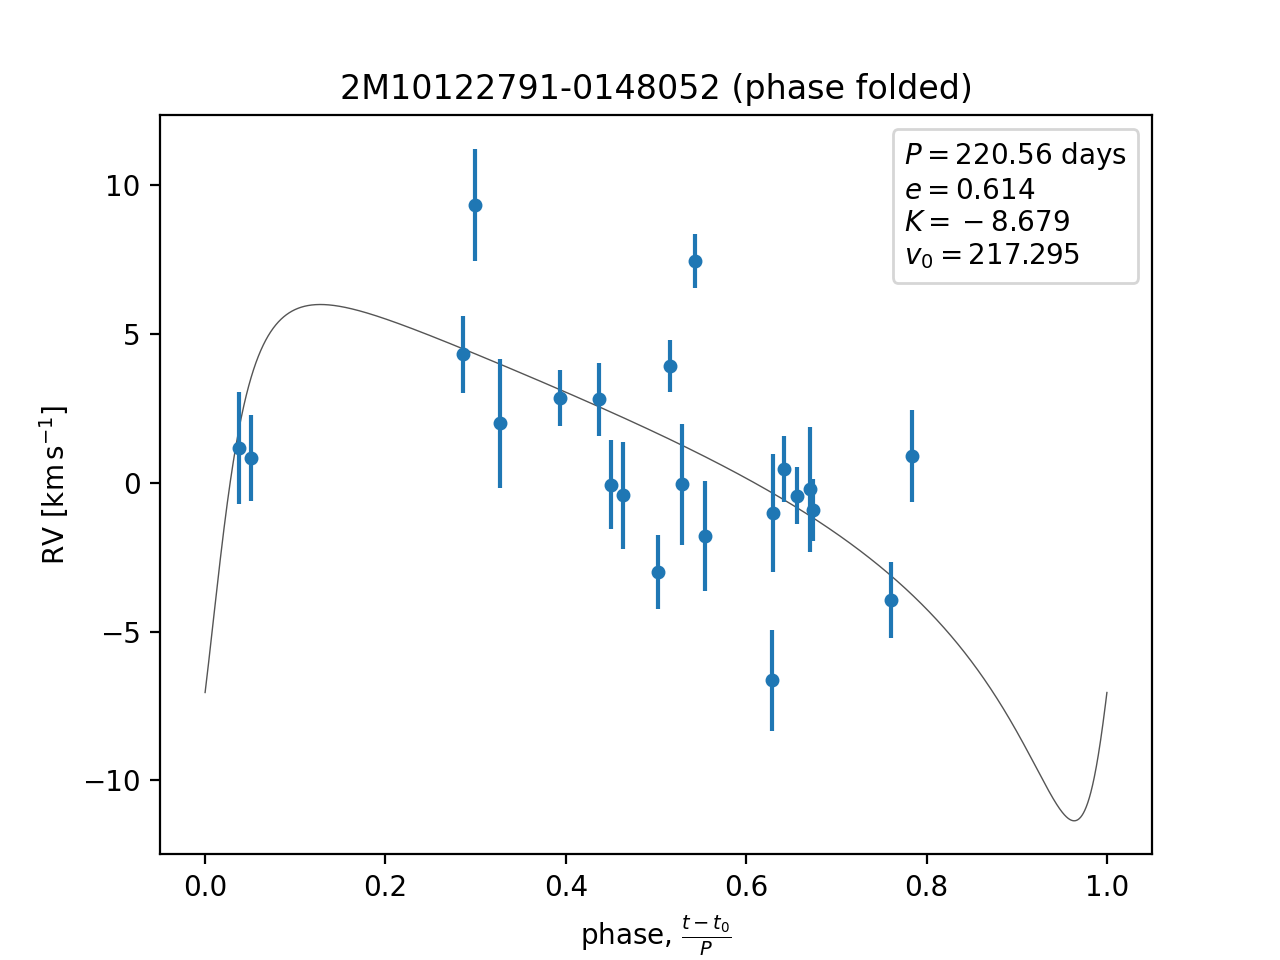 2M10122791-0148052 (phase folded)
P = 220.56 days
e = 0.614
K = −8.679
v₀ = 217.295
10
5
0
−5
−10
RV [km s⁻¹]
0.0 0.2 0.4 0.6 0.8 1.0
phase, (t − t₀)/P